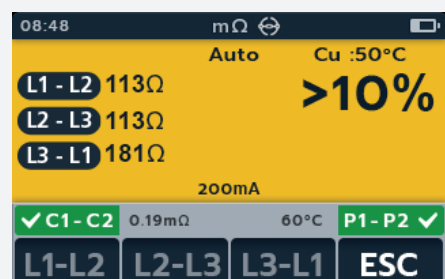 08:48 mΩ
Auto Cu :50°C
L1 - L2 113Ω >10%
L2 - L3 113Ω
L3 - L1 181Ω
200mA
✓ C1 - C2 0.19mΩ 60°C P1 - P2 ✓
L1-L2 L2-L3 L3-L1 ESC